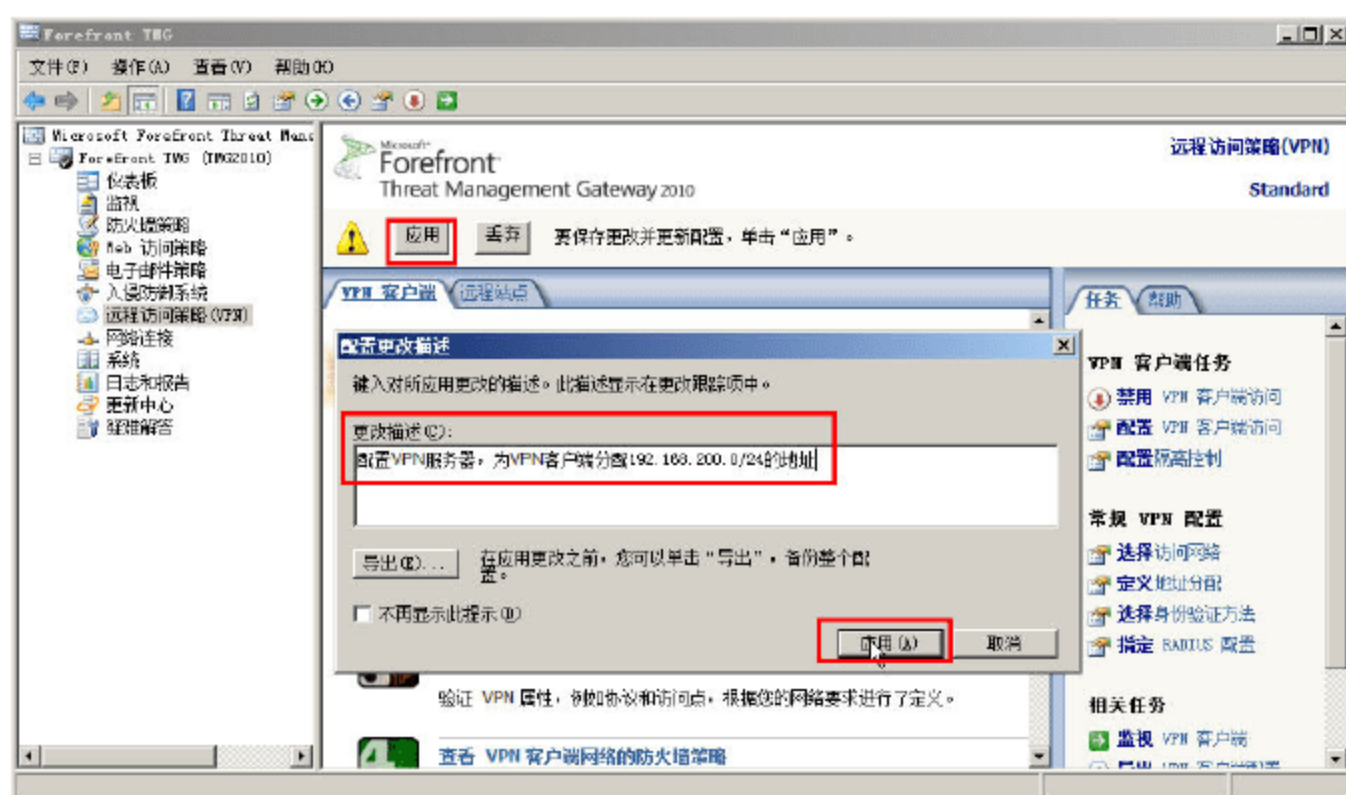 Forefront TMG
文件(F) 操作(A) 查看(V) 帮助(H)
Microsoft Forefront Threat Mana
Forefront TMG (TMG2010)
仪表板
监视
防火墙策略
Web 访问策略
电子邮件策略
入侵防御系统
远程访问策略(VPN)
网络连接
系统
日志和报告
更新中心
疑难解答
Microsoft
Forefront
Threat Management Gateway 2010
远程访问策略(VPN)
Standard
应用 丢弃 要保存更改并更新配置，单击“应用”。
VPN 客户端 远程站点
配置更改描述
键入对所应用更改的描述。此描述显示在更改跟踪项中。
更改描述(C):
配置VPN服务器，为VPN客户端分配192.168.200.0/24的地址
导出(E)... 在应用更改之前，您可以单击“导出”，备份整个配
置。
不再显示此提示(D)
应用(A) 取消
验证 VPN 属性，例如协议和访问点，根据您的网络要求进行了定义。
4
查看 VPN 客户端网络的防火墙策略
任务 帮助
VPN 客户端任务
禁用 VPN 客户端访问
配置 VPN 客户端访问
配置隔离控制
常规 VPN 配置
选择访问网络
定义地址分配
选择身份验证方法
指定 RADIUS 配置
相关任务
监视 VPN 客户端
导出 VPN 客户端配置